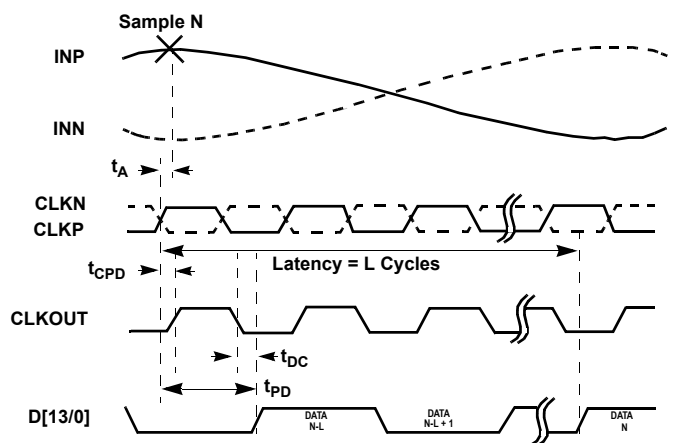 Sample N
INP
INN
tA
CLKN
CLKP
Latency = L Cycles
tCPD
CLKOUT
tDC
tPD
D[13/0]
DATA
N-L
DATA
N-L + 1
DATA
N